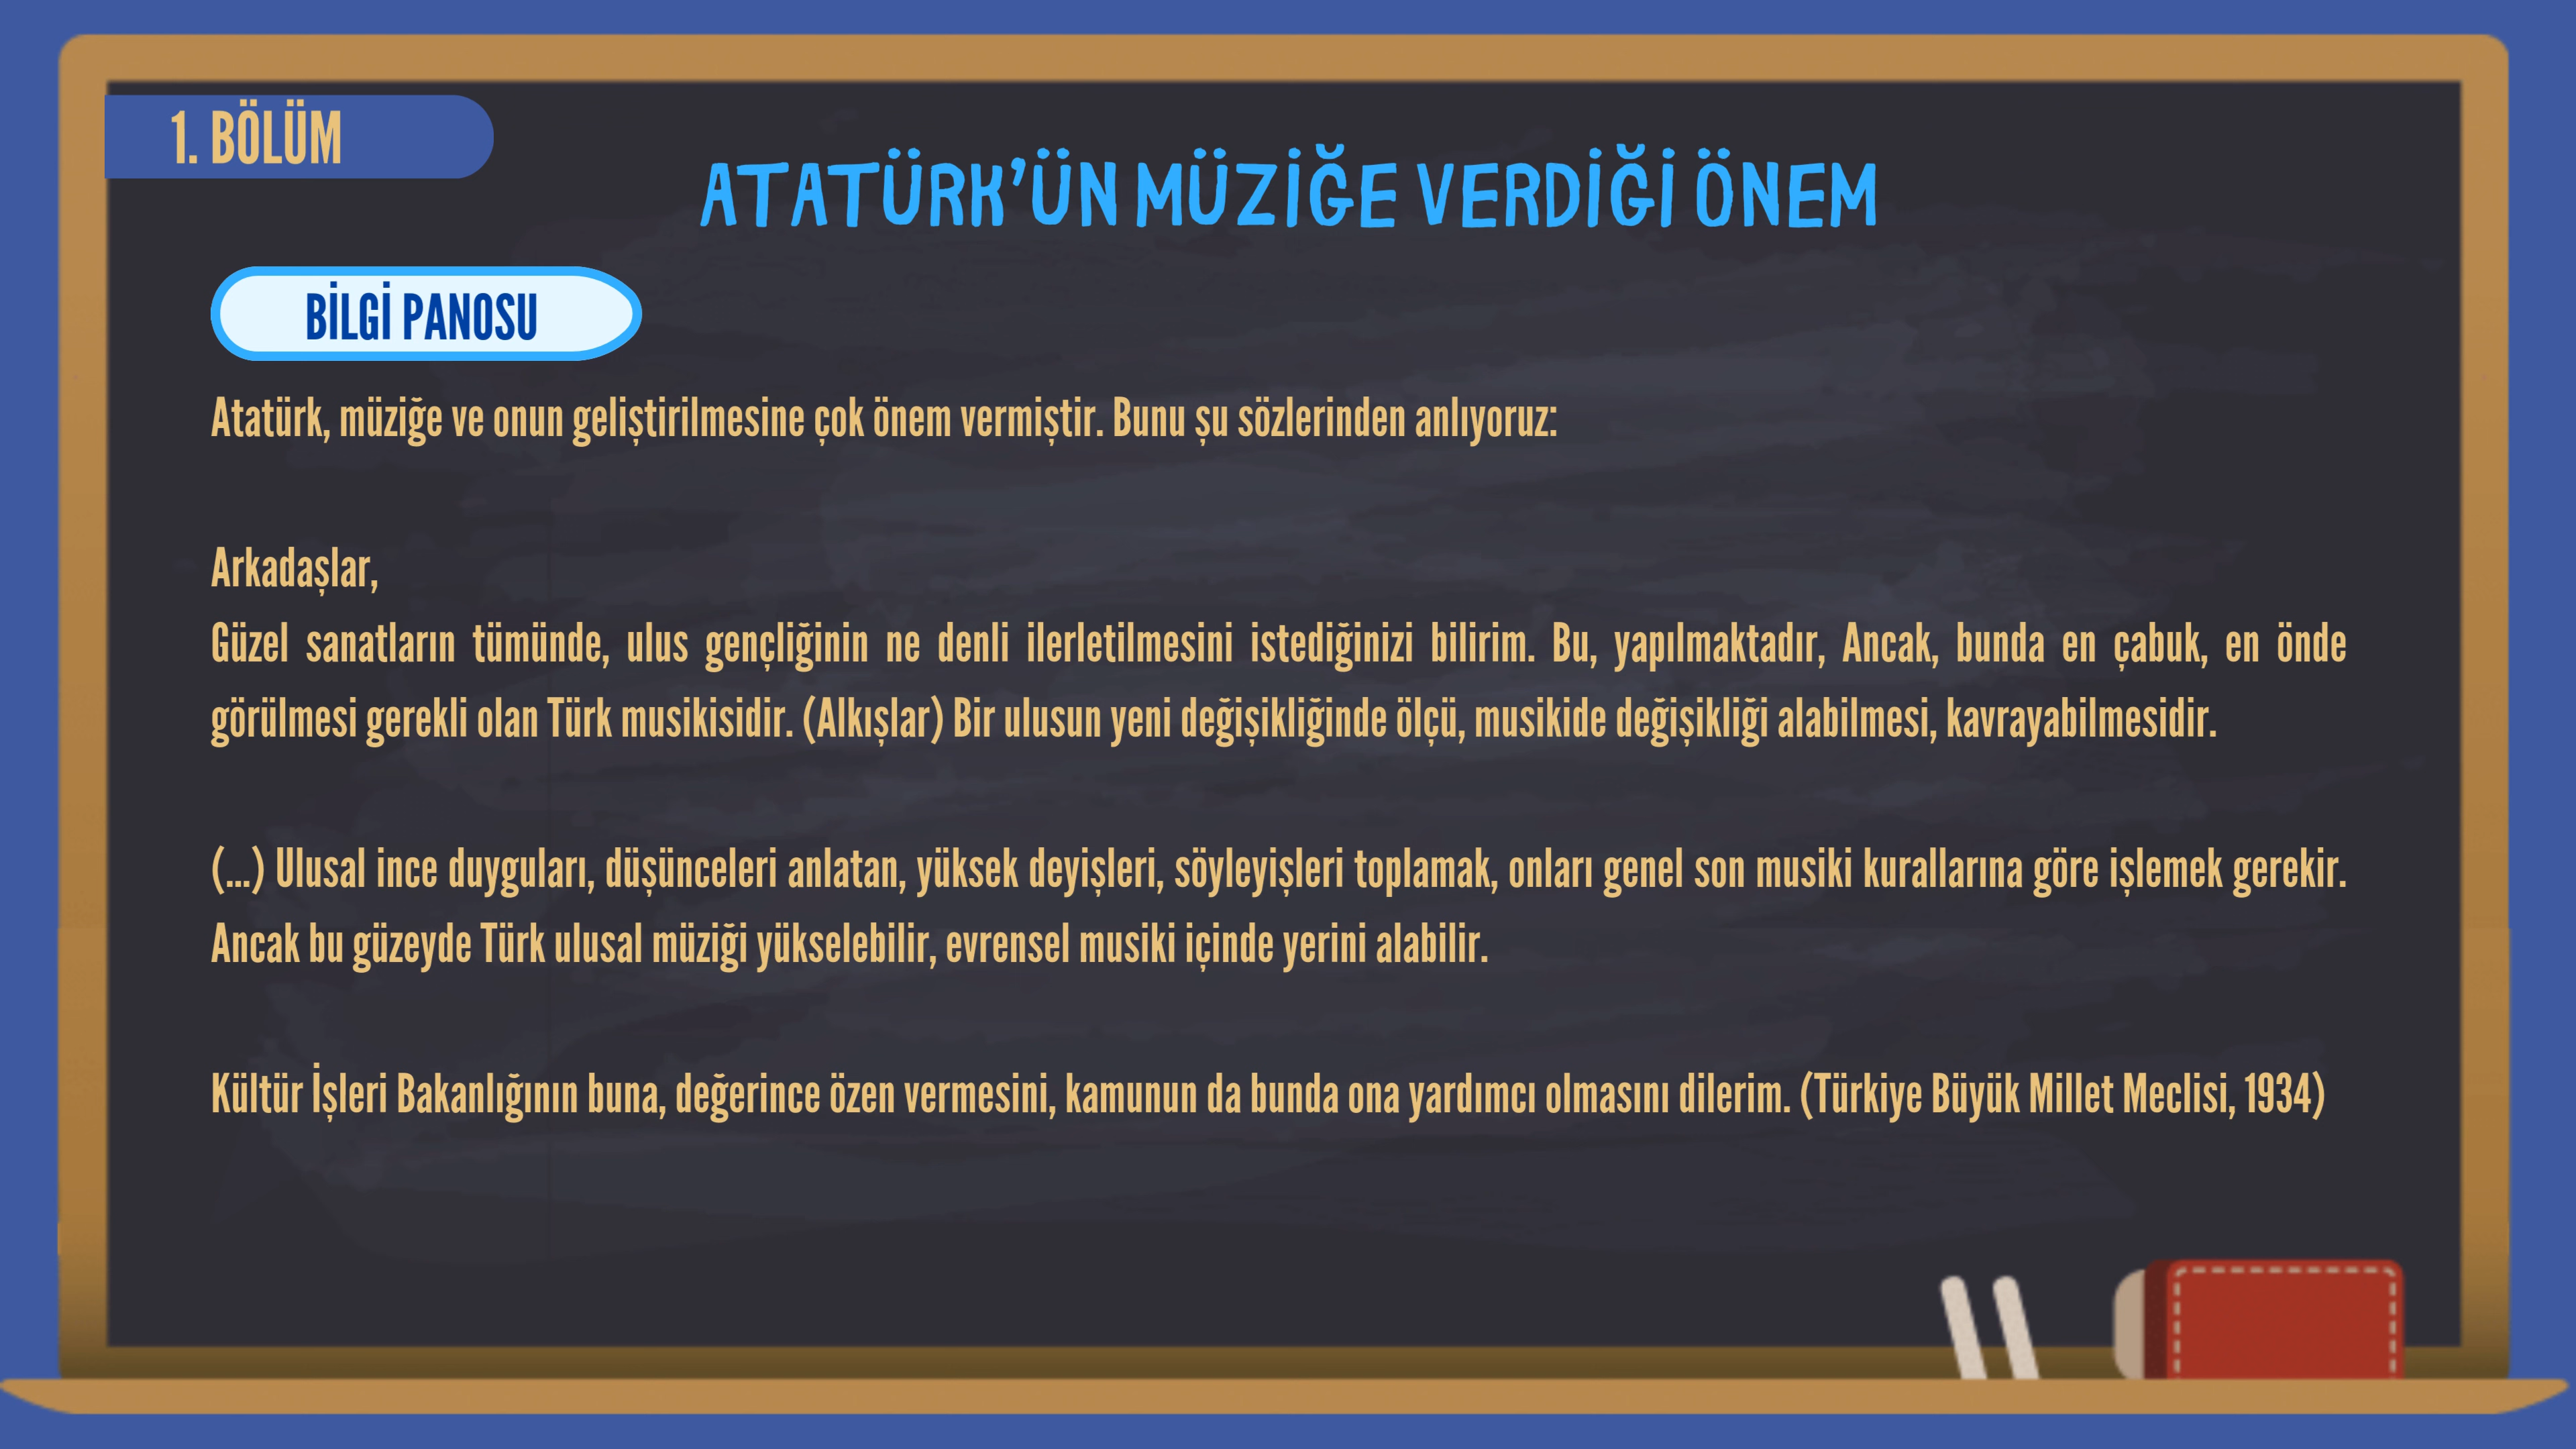 1. BÖLÜM
ATATÜRK’ÜN MÜZİĞE VERDİĞİ ÖNEM
BİLGİ PANOSU
Atatürk, müziğe ve onun geliştirilmesine çok önem vermiştir. Bunu şu sözlerinden anlıyoruz:
Arkadaşlar,
Güzel sanatların tümünde, ulus gençliğinin ne denli ilerletilmesini istediğinizi bilirim. Bu, yapılmaktadır, Ancak, bunda en çabuk, en önde
görülmesi gerekli olan Türk musikisidir. (Alkışlar) Bir ulusun yeni değişikliğinde ölçü, musikide değişikliği alabilmesi, kavrayabilmesidir.
(...) Ulusal ince duyguları, düşünceleri anlatan, yüksek deyişleri, söyleyişleri toplamak, onları genel son musiki kurallarına göre işlemek gerekir.
Ancak bu güzeyde Türk ulusal müziği yükselebilir, evrensel musiki içinde yerini alabilir.
Kültür İşleri Bakanlığının buna, değerince özen vermesini, kamunun da bunda ona yardımcı olmasını dilerim. (Türkiye Büyük Millet Meclisi, 1934)